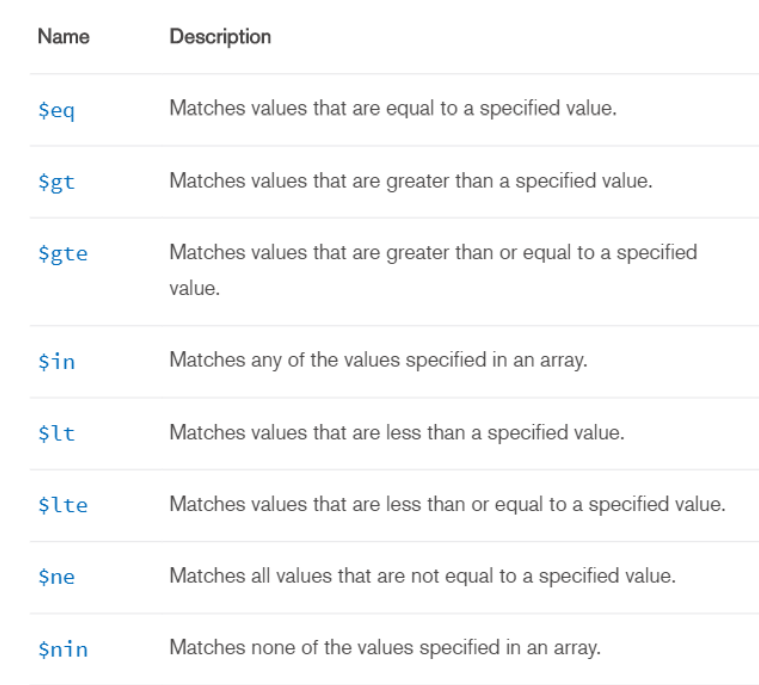 Name Description
$eq Matches values that are equal to a specified value.
$gt Matches values that are greater than a specified value.
$gte Matches values that are greater than or equal to a specified
value.
$in Matches any of the values specified in an array.
$lt Matches values that are less than a specified value.
$lte Matches values that are less than or equal to a specified value.
$ne Matches all values that are not equal to a specified value.
$nin Matches none of the values specified in an array.